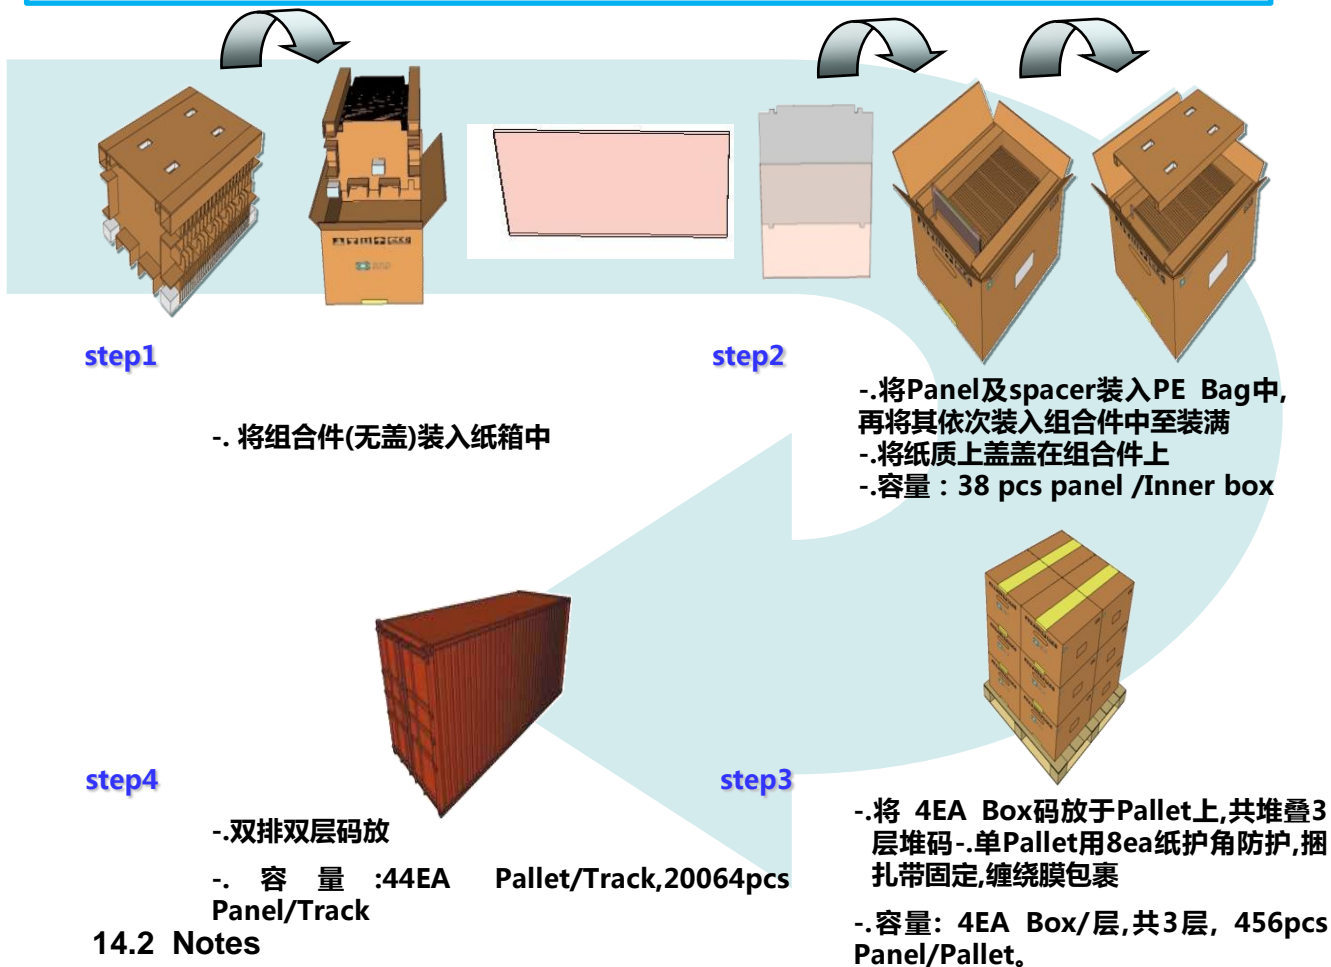 step1
-. 将组合件(无盖)装入纸箱中
step2
-.将Panel及spacer装入PE Bag中,
再将其依次装入组合件中至装满
-.将纸质上盖盖在组合件上
-.容量：38 pcs panel /Inner box
step3
-.将 4EA Box码放于Pallet上,共堆叠3
层堆码-.单Pallet用8ea纸护角防护,捆
扎带固定,缠绕膜包裹
-.容量: 4EA Box/层,共3层, 456pcs
Panel/Pallet。
step4
-.双排双层码放
-. 容 量 :44EA Pallet/Track,20064pcs
Panel/Track
14.2 Notes